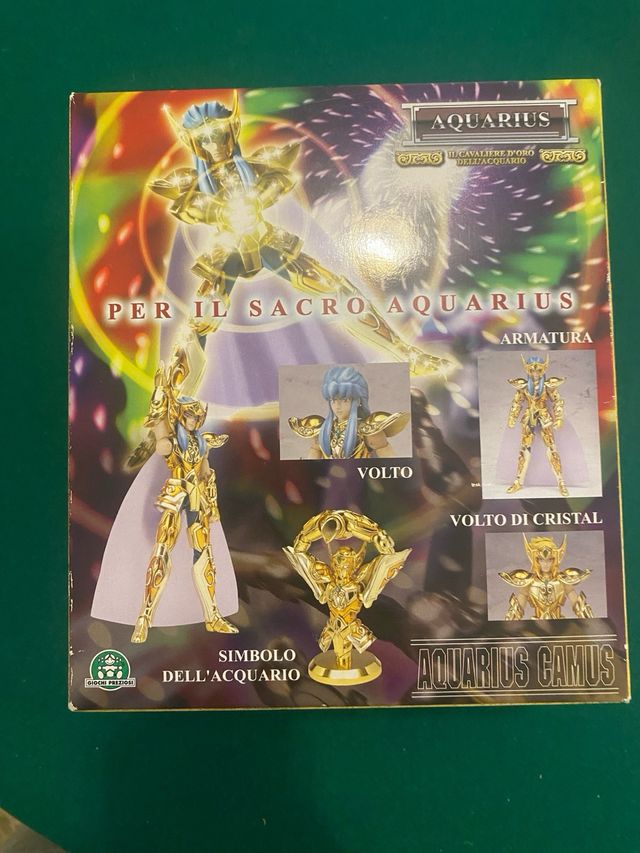 AQUARIUS
IL CAVALIERE D'ORO
DELL'ACQUARIO
PER IL SACRO AQUARIUS
ARMATURA
VOLTO
VOLTO DI CRISTAL
SIMBOLO
DELL'ACQUARIO
AQUARIUS CAMUS
GIOCHI PREZIOSI